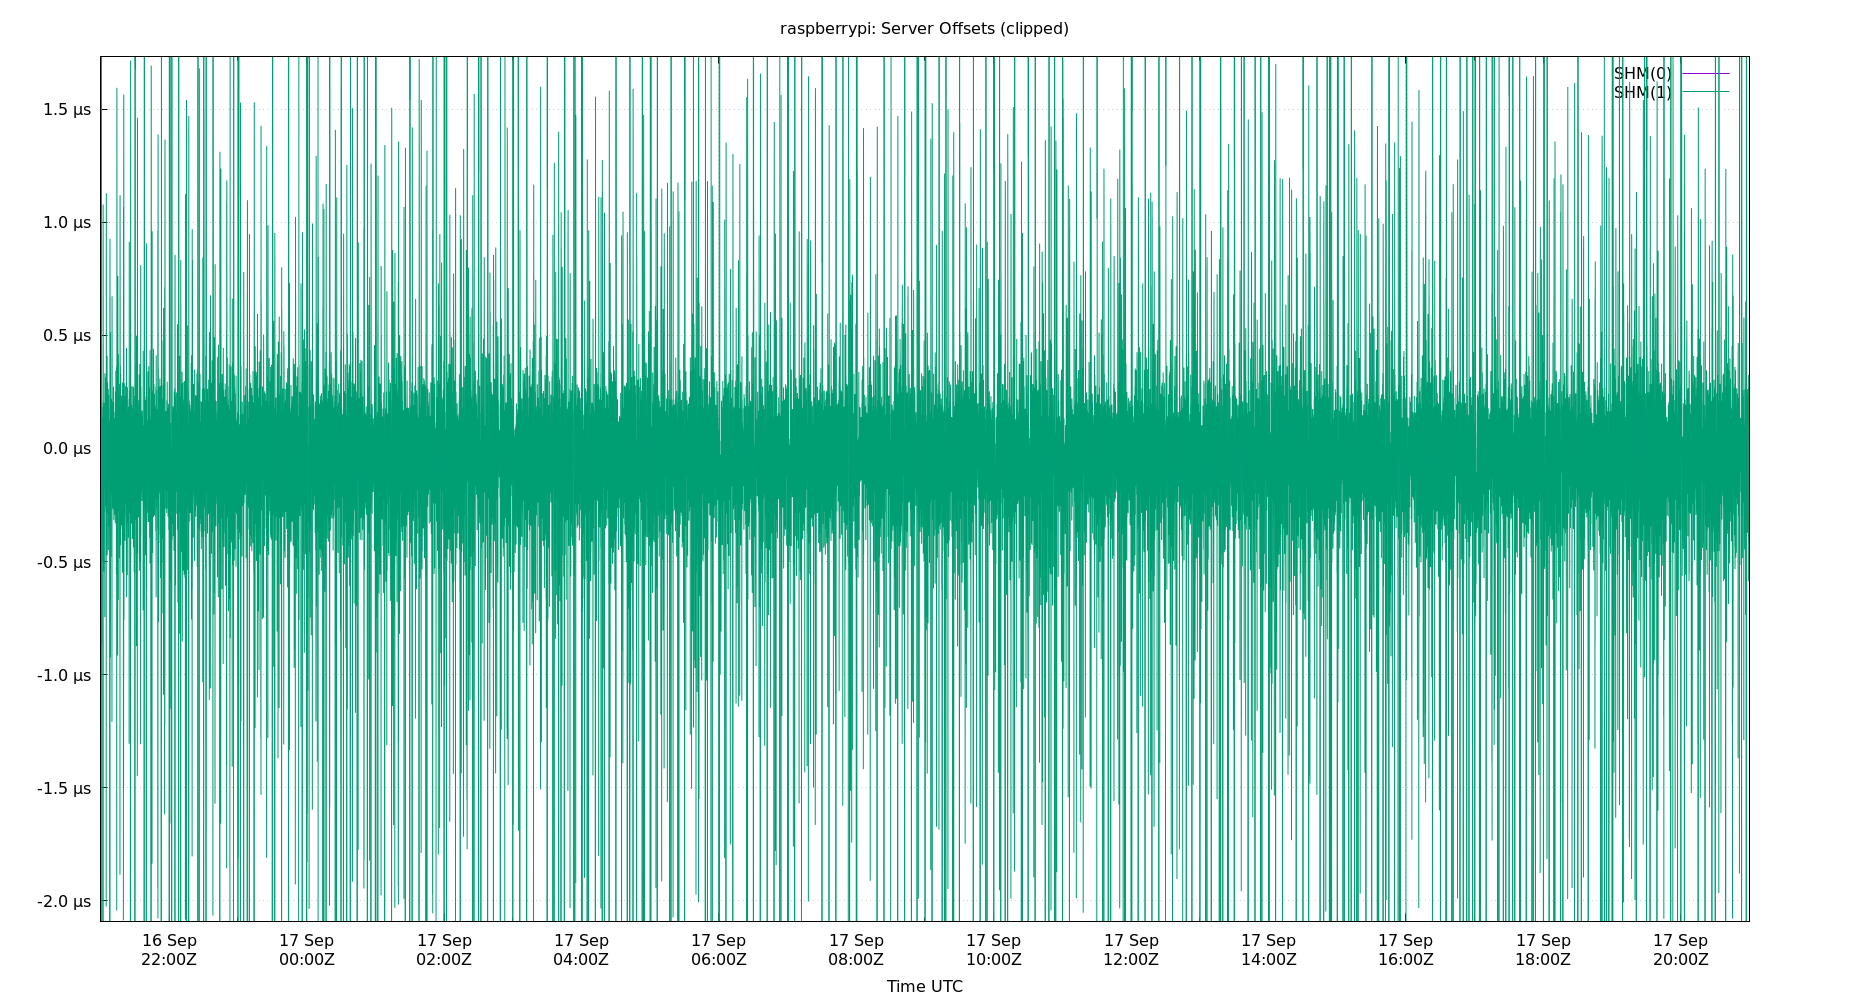 raspberrypi: Server Offsets (clipped)
SHM(0)
SHM(1)
1.5 µs
1.0 µs
0.5 µs
0.0 µs
-0.5 µs
-1.0 µs
-1.5 µs
-2.0 µs
16 Sep 17 Sep 17 Sep 17 Sep 17 Sep 17 Sep 17 Sep 17 Sep 17 Sep 17 Sep 17 Sep 17 Sep
22:00Z 00:00Z 02:00Z 04:00Z 06:00Z 08:00Z 10:00Z 12:00Z 14:00Z 16:00Z 18:00Z 20:00Z
Time UTC